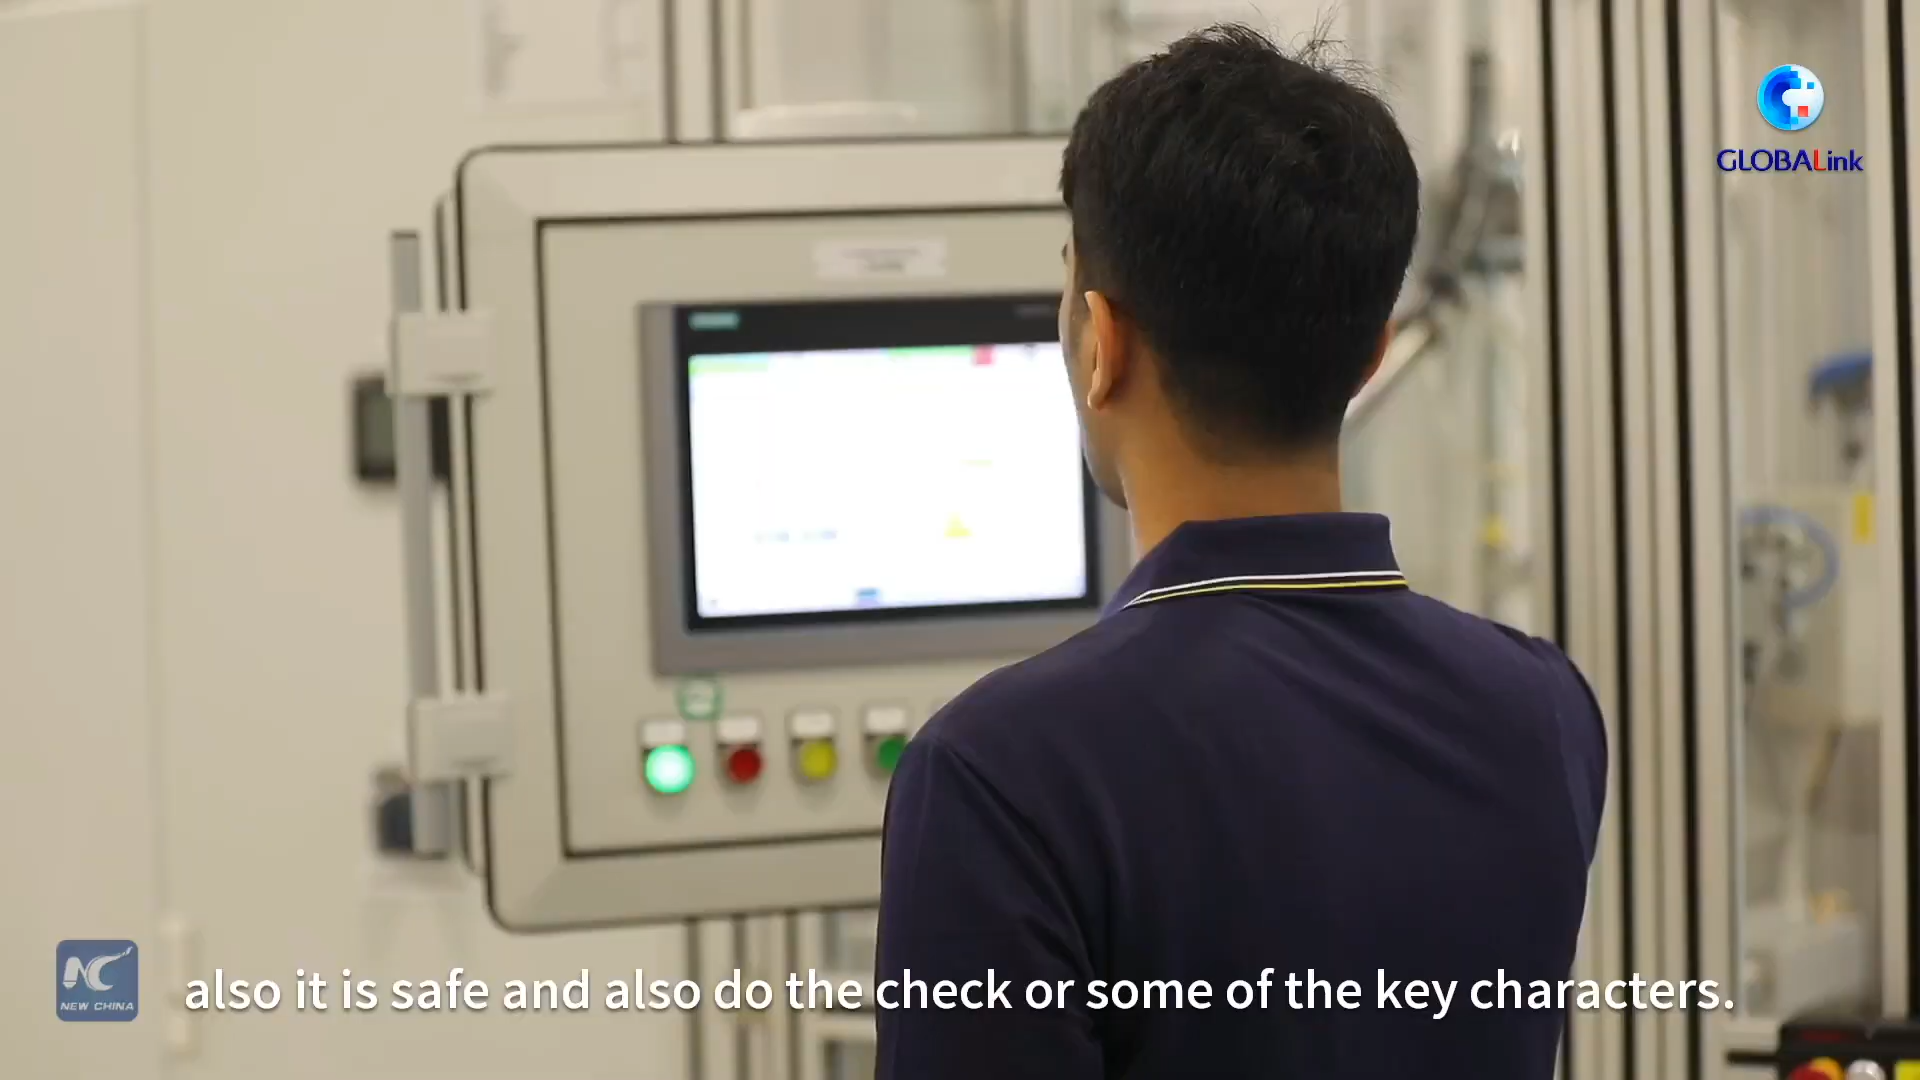 GLOBALink
NEW CHINA
also it is safe and also do the check or some of the key characters.